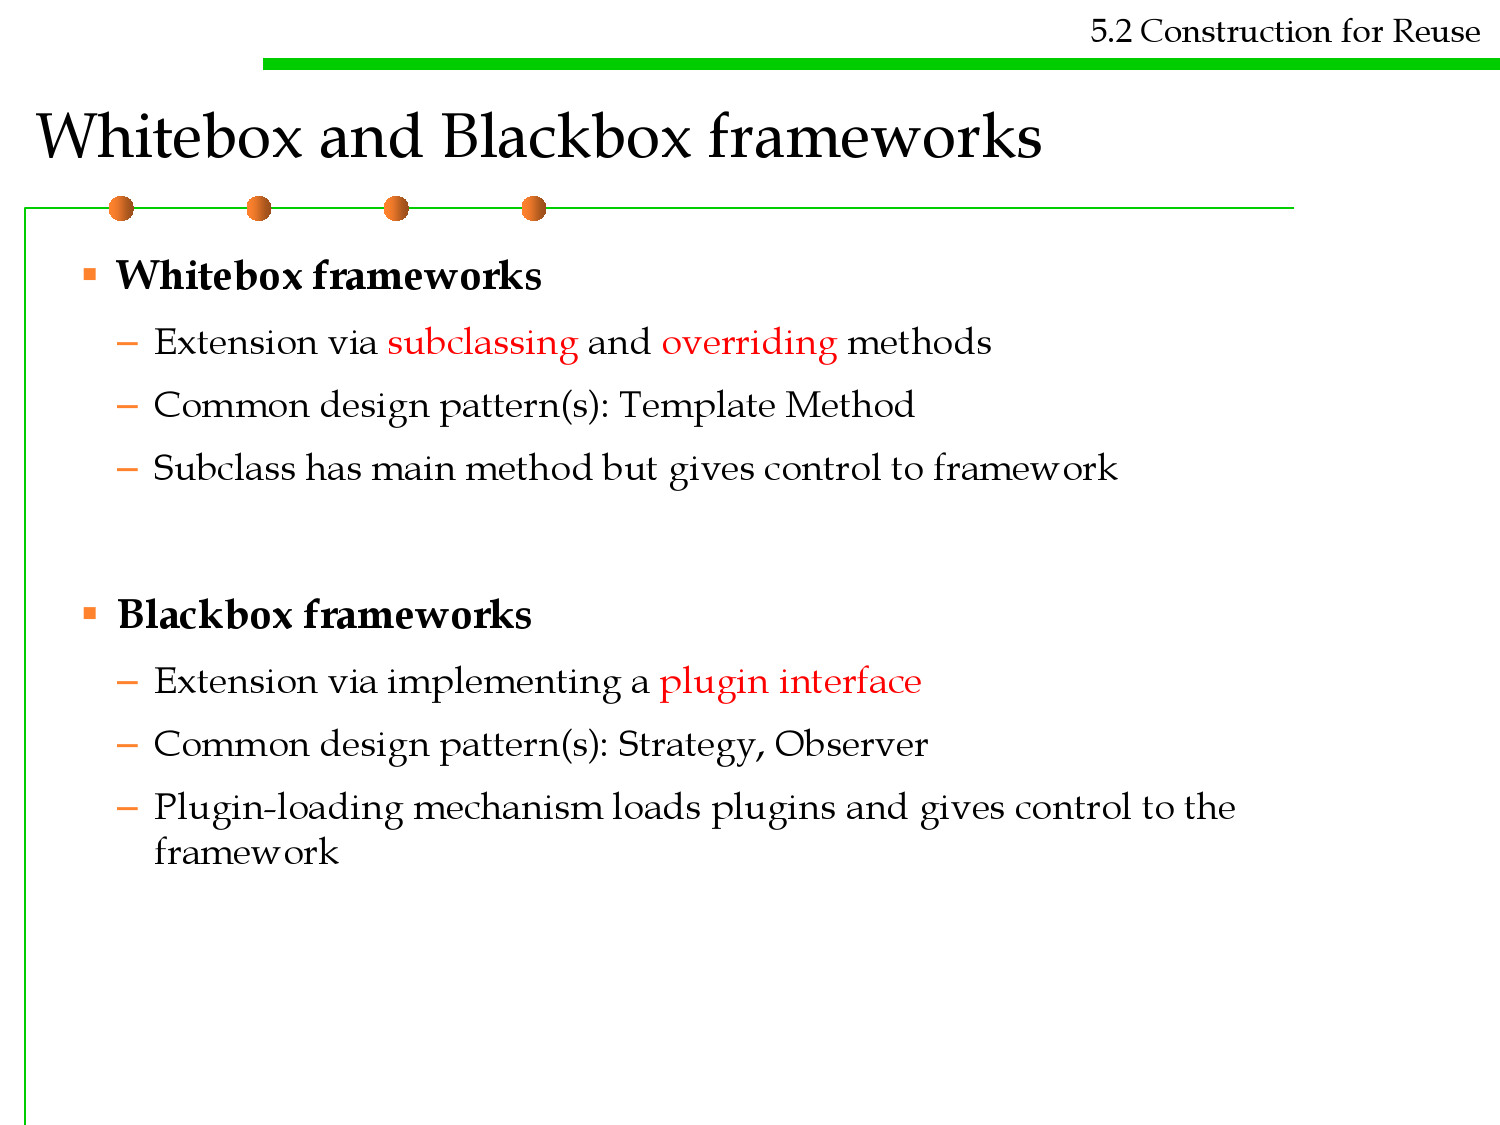 5.2 Construction for Reuse
Whitebox and Blackbox frameworks
▪ Whitebox frameworks
– Extension via subclassing and overriding methods
– Common design pattern(s): Template Method
– Subclass has main method but gives control to framework
▪ Blackbox frameworks
– Extension via implementing a plugin interface
– Common design pattern(s): Strategy, Observer
– Plugin-loading mechanism loads plugins and gives control to the
framework